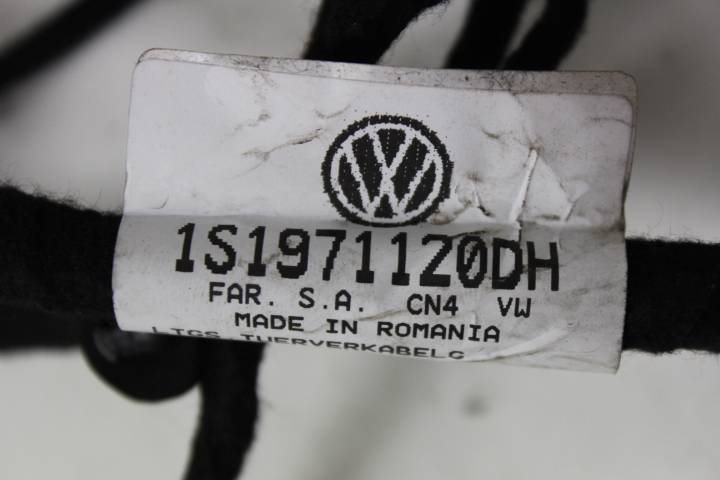 1S1971120DH
FAR. S.A. CN4 VW
MADE IN ROMANIA